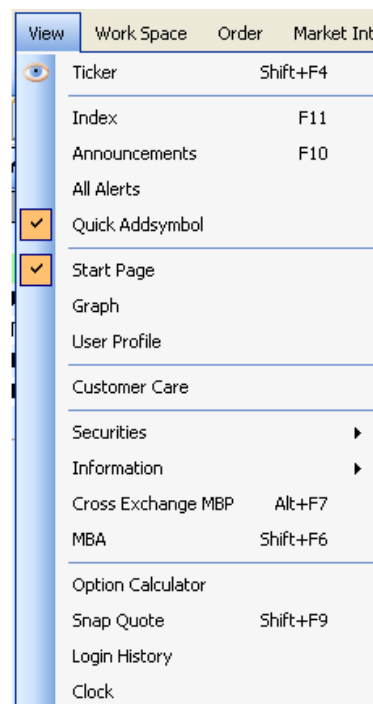 View Work Space Order Market Int
Ticker Shift+F4
Index F11
Announcements F10
All Alerts
Quick Addsymbol
Start Page
Graph
User Profile
Customer Care
Securities
Information
Cross Exchange MBP Alt+F7
MBA Shift+F6
Option Calculator
Snap Quote Shift+F9
Login History
Clock